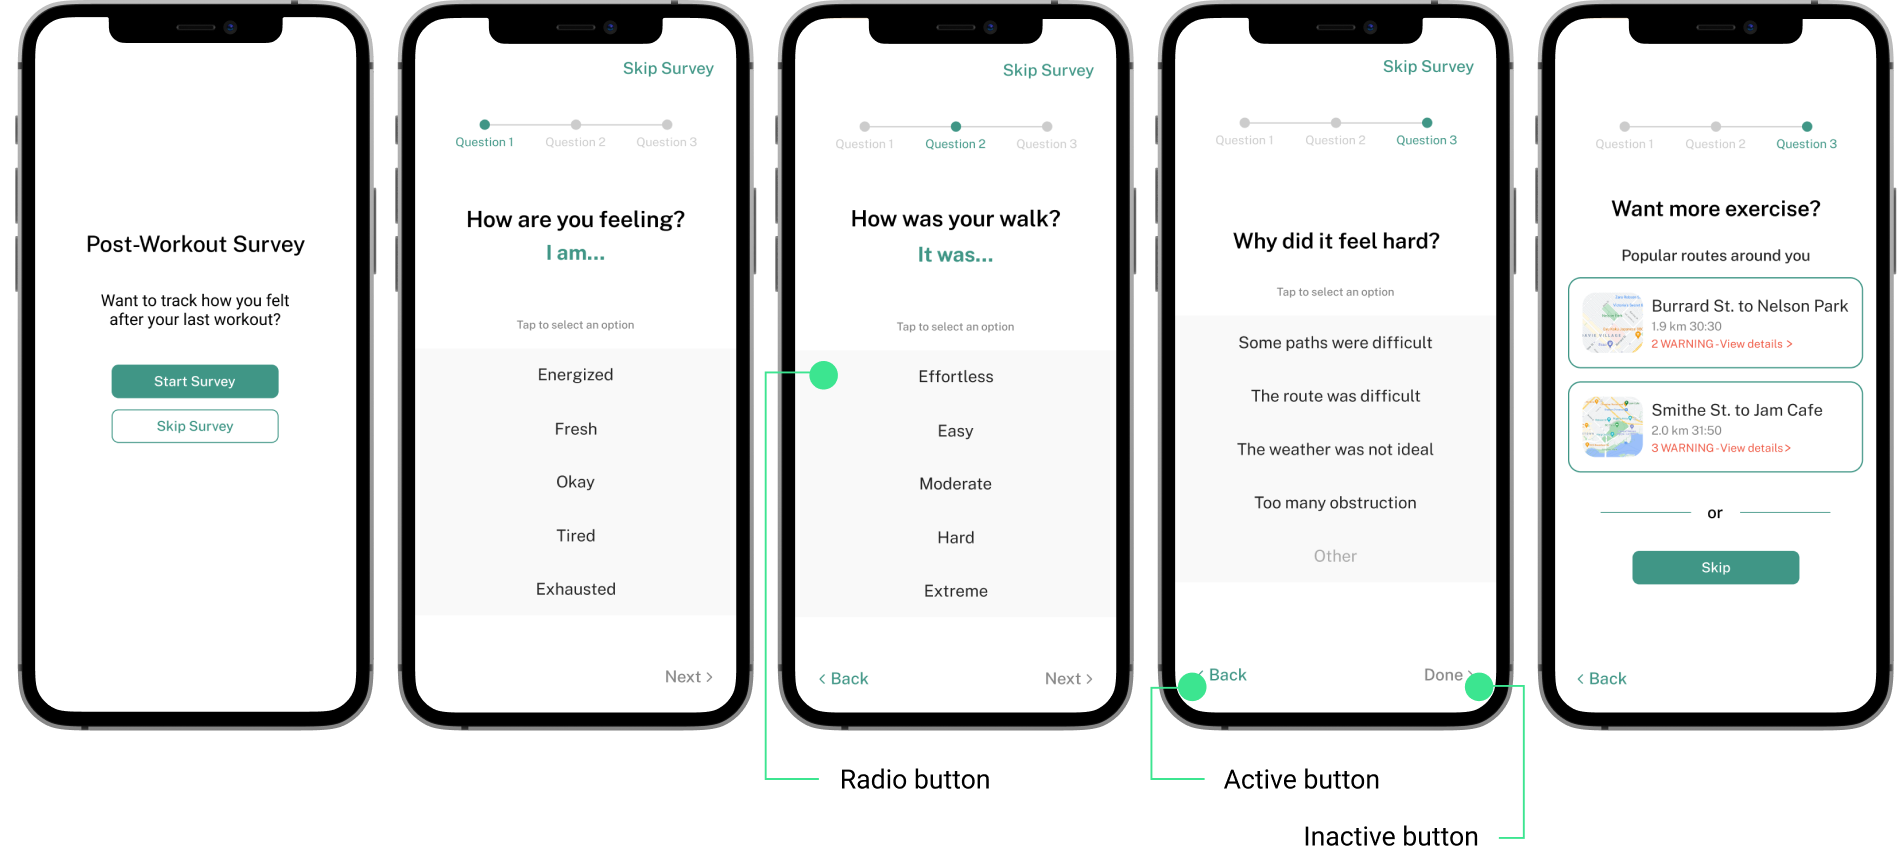 Post-Workout Survey
Want to track how you felt
after your last workout?
Start Survey
Skip Survey
Skip Survey
Question 1
Question 2
Question 3
How are you feeling?
I am...
Tap to select an option
Energized
Fresh
Okay
Tired
Exhausted
Next >
Skip Survey
Question 1
Question 2
Question 3
How was your walk?
It was...
Tap to select an option
Effortless
Easy
Moderate
Hard
Extreme
< Back
Next >
Skip Survey
Question 1
Question 2
Question 3
Why did it feel hard?
Tap to select an option
Some paths were difficult
The route was difficult
The weather was not ideal
Too many obstruction
Other
< Back
Done >
Question 1
Question 2
Question 3
Want more exercise?
Popular routes around you
Burrard St. to Nelson Park
1.9 km 30:30
2 WARNING -View details >
Smithe St. to Jam Cafe
2.0 km 31:50
3 WARNING -View details >
or
Skip
< Back
Radio button
Active button
Inactive button